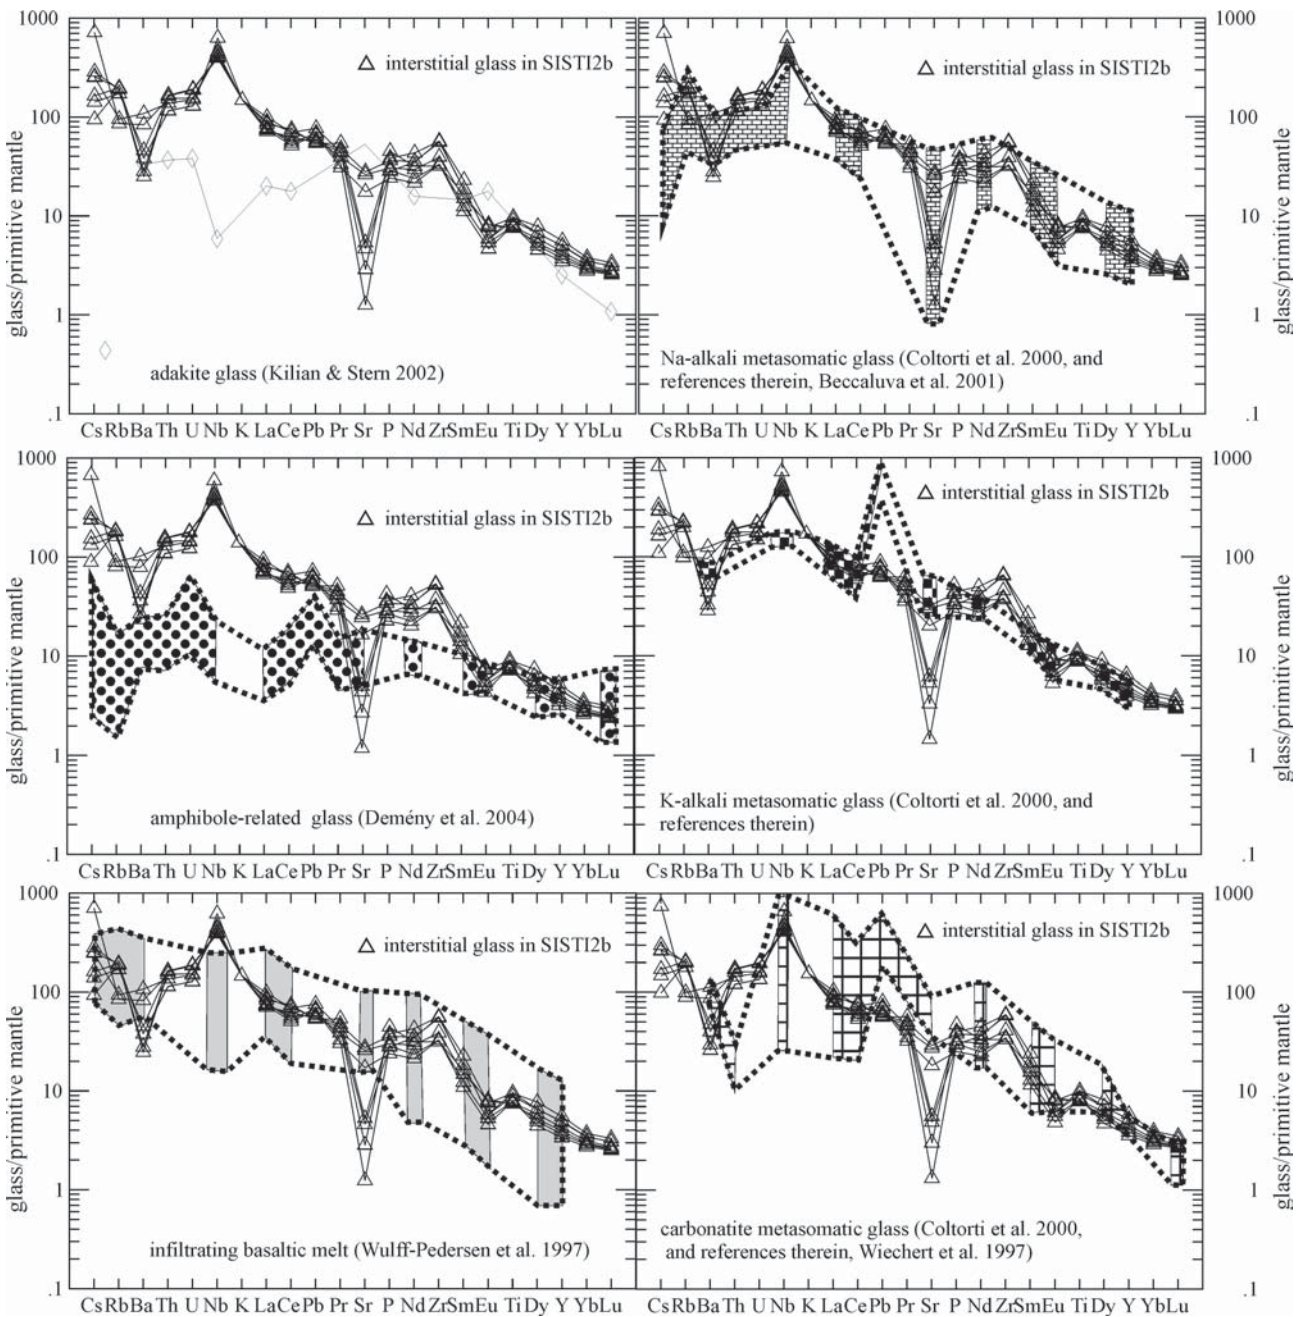 1000
100
10
1
.1
glass/primitive mantle
△ interstitial glass in SISTI2b
adakite glass (Kilian & Stern 2002)
Cs Rb Ba Th U Nb K La Ce Pb Pr Sr P Nd Zr Sm Eu Ti Dy Y Yb Lu
△ interstitial glass in SISTI2b
Na-alkali metasomatic glass (Coltorti et al. 2000, and
references therein, Beccaluva et al. 2001)
1000
100
10
1
.1
glass/primitive mantle
Cs Rb Ba Th U Nb K La Ce Pb Pr Sr P Nd Zr Sm Eu Ti Dy Y Yb Lu
1000
100
10
1
.1
glass/primitive mantle
△ interstitial glass in SISTI2b
amphibole-related glass (Demény et al. 2004)
Cs Rb Ba Th U Nb K La Ce Pb Pr Sr P Nd Zr Sm Eu Ti Dy Y Yb Lu
△ interstitial glass in SISTI2b
K-alkali metasomatic glass (Coltorti et al. 2000, and
references therein)
1000
100
10
1
.1
glass/primitive mantle
Cs Rb Ba Th U Nb K La Ce Pb Pr Sr P Nd Zr Sm Eu Ti Dy Y Yb Lu
1000
100
10
1
.1
glass/primitive mantle
△ interstitial glass in SISTI2b
infiltrating basaltic melt (Wulff-Pedersen et al. 1997)
Cs Rb Ba Th U Nb K La Ce Pb Pr Sr P Nd Zr Sm Eu Ti Dy Y Yb Lu
△ interstitial glass in SISTI2b
carbonatite metasomatic glass (Coltorti et al. 2000,
and references therein, Wiechert et al. 1997)
1000
100
10
1
.1
glass/primitive mantle
Cs Rb Ba Th U Nb K La Ce Pb Pr Sr P Nd Zr Sm Eu Ti Dy Y Yb Lu